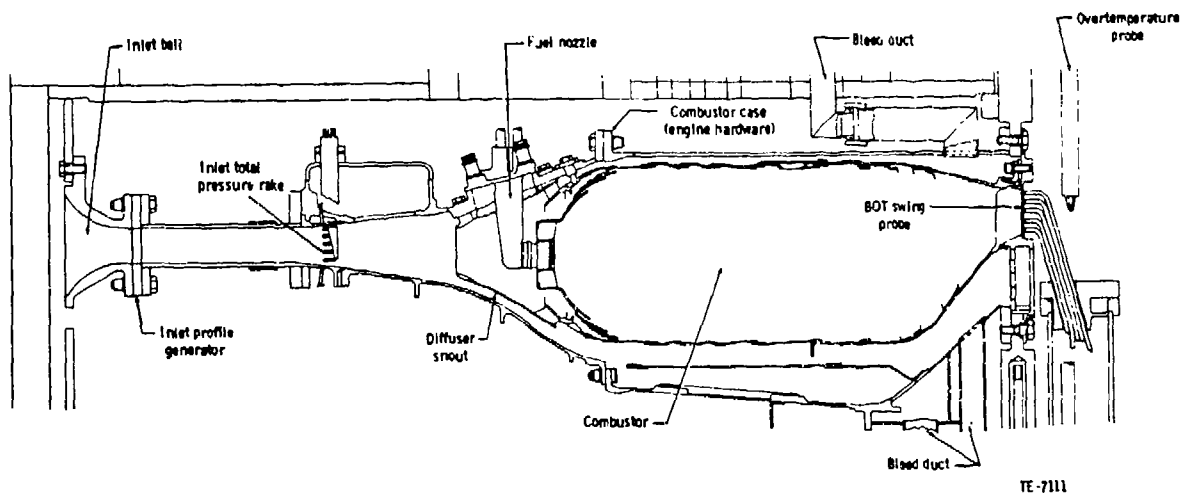 Overtemperature
probe
Inlet bell
Fuel nozzle
Bleed duct
Combustor case
(engine hardware)
Inlet total
pressure rake
BOT swing
probe
Inlet profile
generator
Diffuser
snout
Combustor
Bleed duct
TE-7111